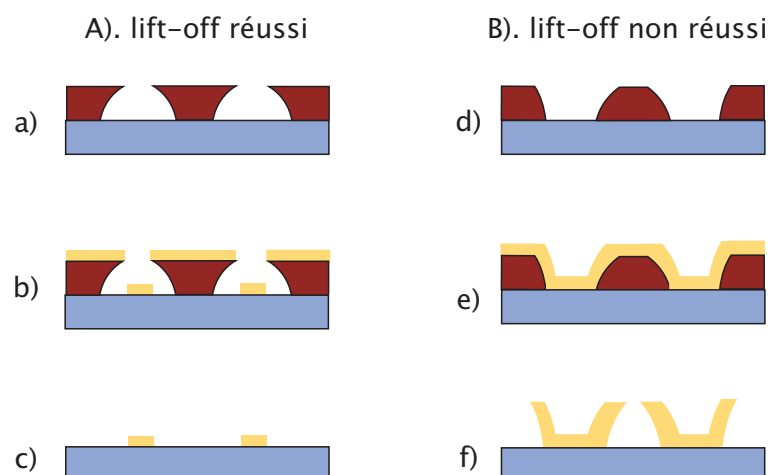 A). lift-off réussi
B). lift-off non réussi
a)
d)
b)
e)
c)
f)